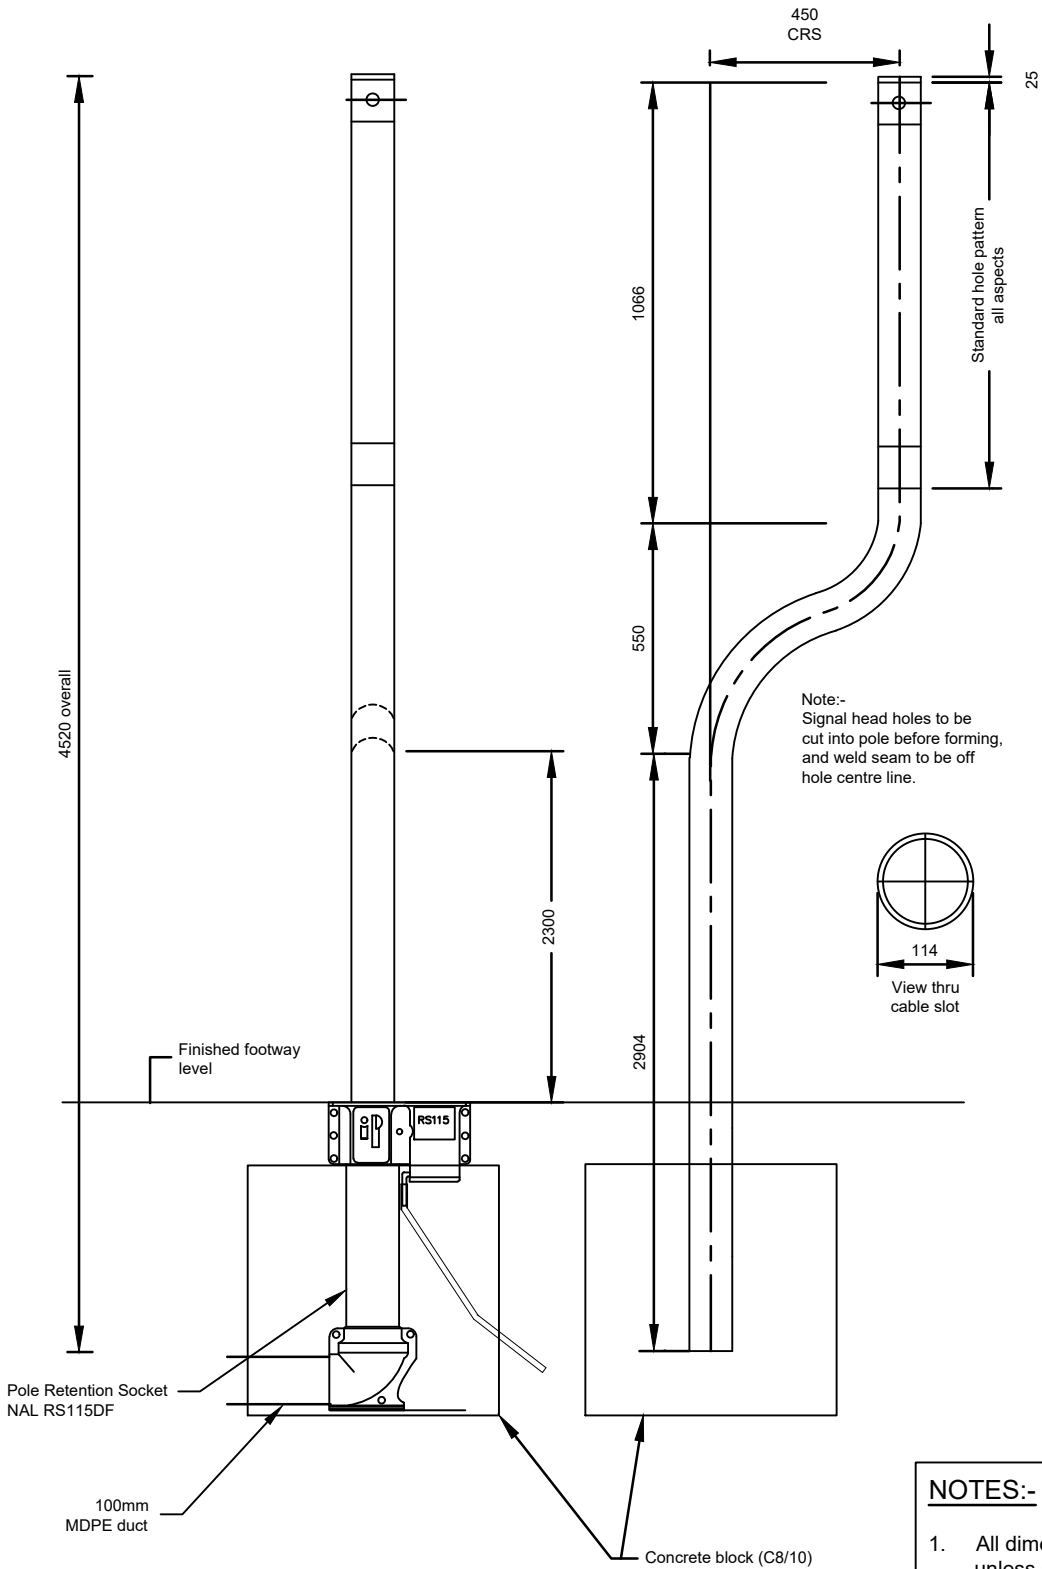 450
CRS
25
Standard hole pattern
all aspects
1066
550
4520 overall
Note:-
Signal head holes to be
cut into pole before forming,
and weld seam to be off
hole centre line.
2300
114
View thru
cable slot
2904
Finished footway
level
RS115
Pole Retention Socket
NAL RS115DF
100mm
MDPE duct
Concrete block (C8/10)
NOTES:-
1. All dime
unless